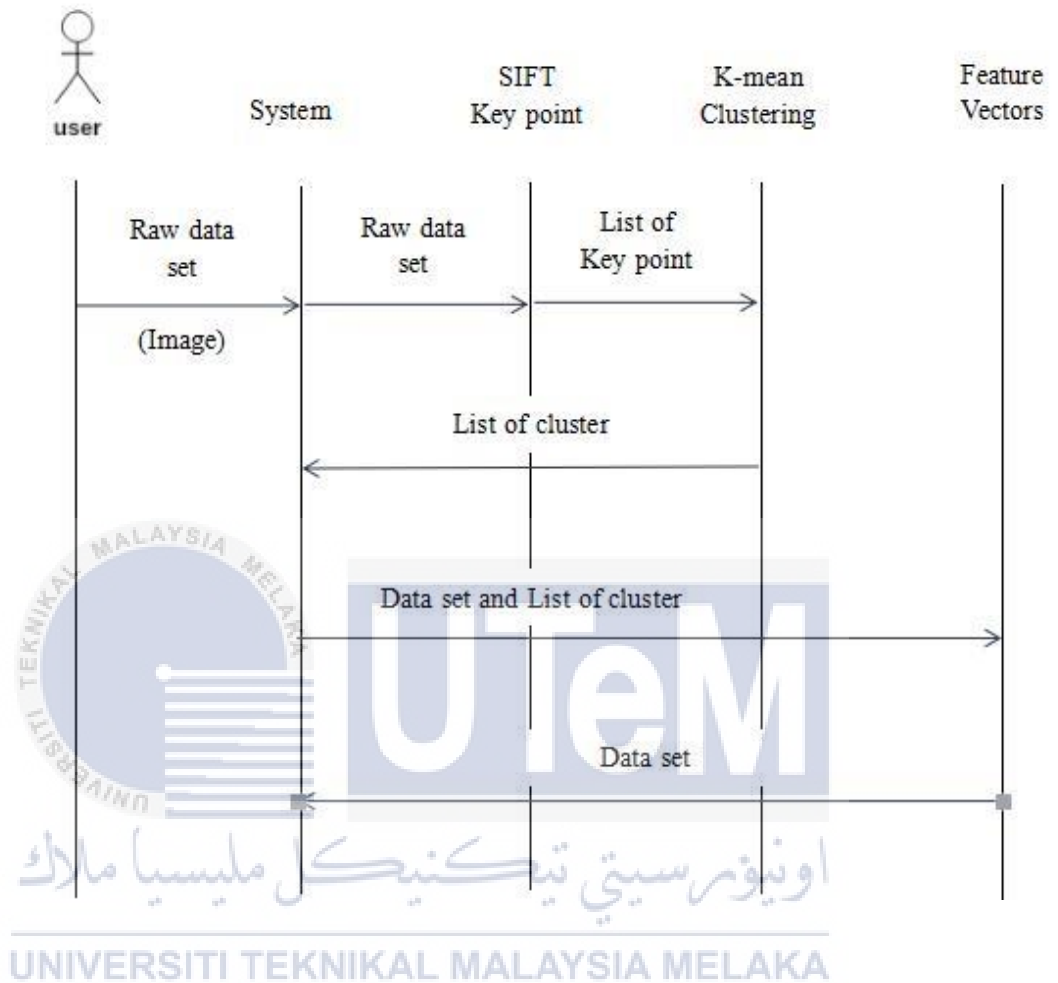 user
System
SIFT
Key point
K-mean
Clustering
Feature
Vectors
Raw data
set
(Image)
Raw data
set
List of
Key point
List of cluster
Data set and List of cluster
Data set
UNIVERSITI TEKNIKAL MALAYSIA MELAKA
UTeM
اونيۏرسيتي تيكنيكل مليسيا ملاك
UNIVERSITI TEKNIKAL MALAYSIA MELAKA